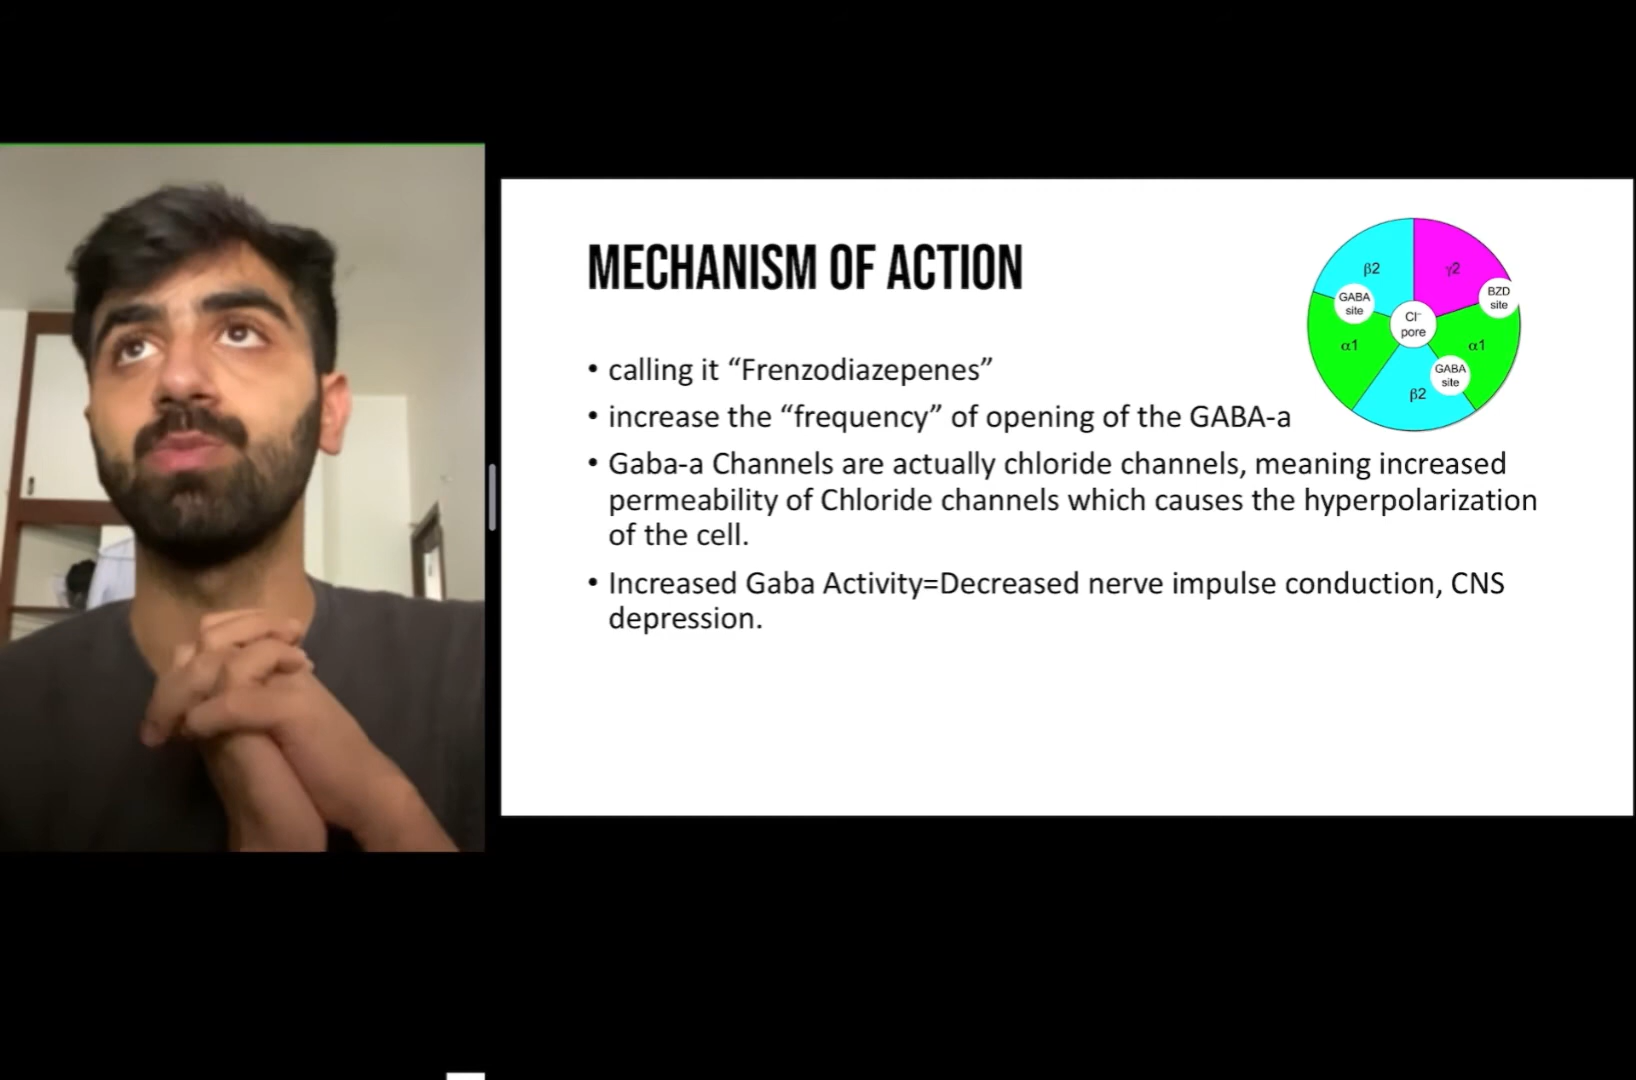 MECHANISM OF ACTION
• calling it “Frenzodiazepenes”
• increase the “frequency” of opening of the GABA-a
• Gaba-a Channels are actually chloride channels, meaning increased
permeability of Chloride channels which causes the hyperpolarization
of the cell.
• Increased Gaba Activity=Decreased nerve impulse conduction, CNS
depression.
β2
γ2
GABA
site
BZD
site
Cl⁻
pore
α1
α1
GABA
site
β2